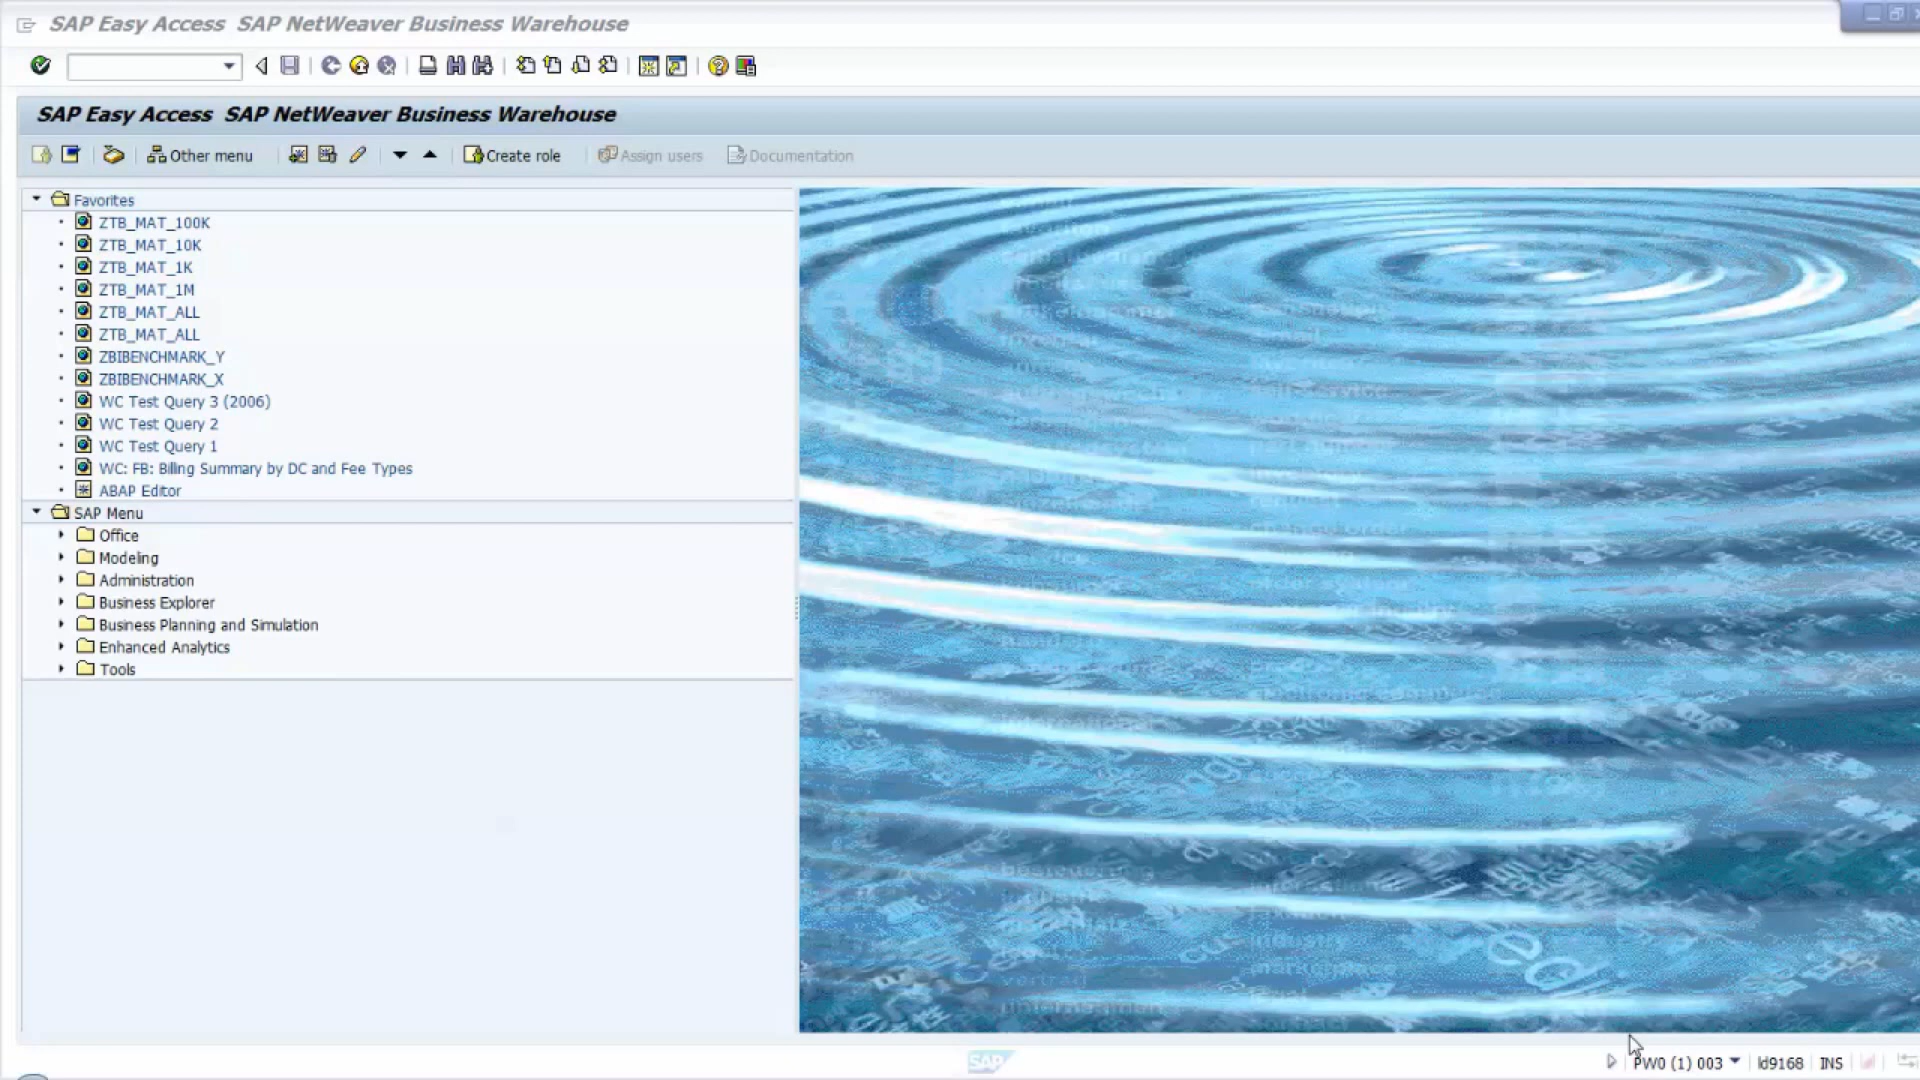 SAP Easy Access  SAP NetWeaver Business Warehouse
SAP Easy Access  SAP NetWeaver Business Warehouse
Other menu  Create role  Assign users  Documentation
Favorites
ZTB_MAT_100K
ZTB_MAT_10K
ZTB_MAT_1K
ZTB_MAT_1M
ZTB_MAT_ALL
ZTB_MAT_ALL
ZBIBENCHMARK_Y
ZBIBENCHMARK_X
WC Test Query 3 (2006)
WC Test Query 2
WC Test Query 1
WC: FB: Billing Summary by DC and Fee Types
ABAP Editor
SAP Menu
Office
Modeling
Administration
Business Explorer
Business Planning and Simulation
Enhanced Analytics
Tools
SAP
PW0 (1) 003  ld9168  INS